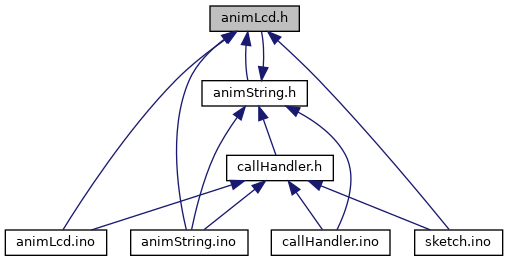 animLcd.h
animString.h
callHandler.h
animLcd.ino
animString.ino
callHandler.ino
sketch.ino